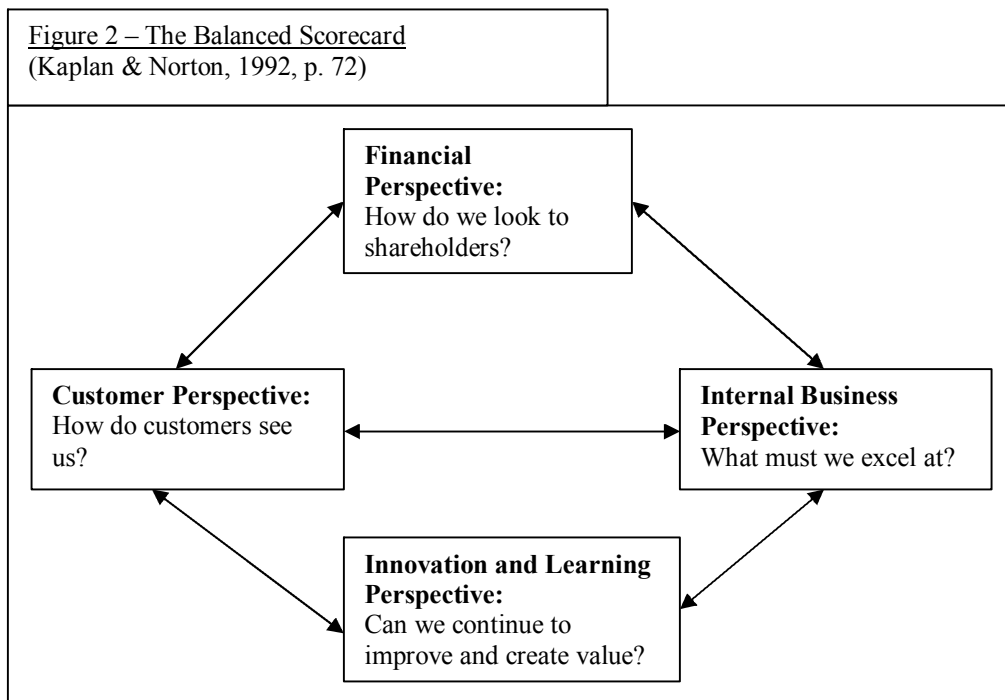 Figure 2 – The Balanced Scorecard
(Kaplan & Norton, 1992, p. 72)
Financial
Perspective:
How do we look to
shareholders?
Customer Perspective:
How do customers see
us?
Internal Business
Perspective:
What must we excel at?
Innovation and Learning
Perspective:
Can we continue to
improve and create value?